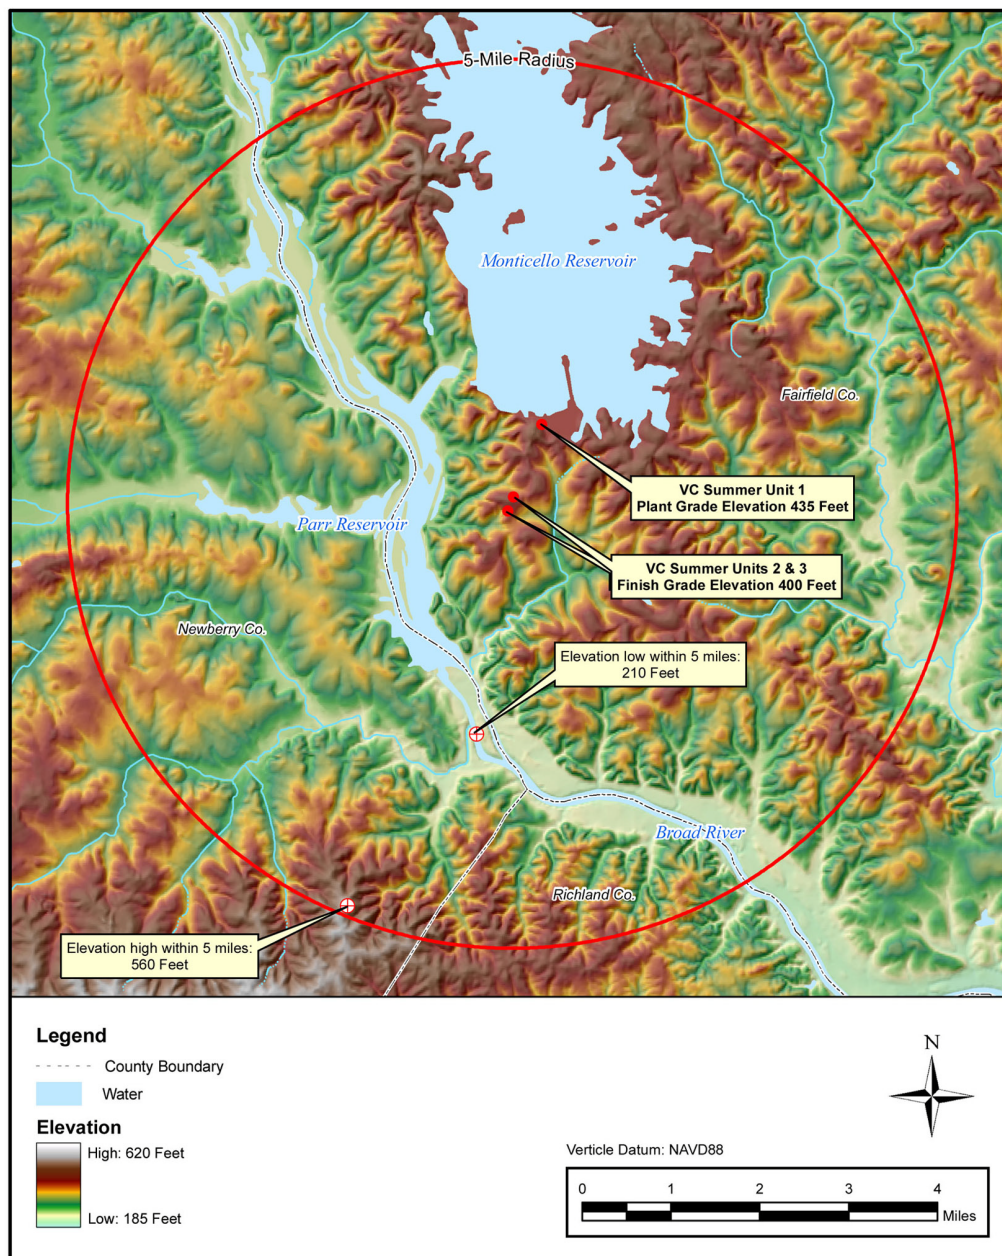 5-Mile Radius
Monticello Reservoir
Fairfield Co.
VC Summer Unit 1
Plant Grade Elevation 435 Feet
Parr Reservoir
VC Summer Units 2 & 3
Finish Grade Elevation 400 Feet
Newberry Co.
Elevation low within 5 miles:
210 Feet
Broad River
Richland Co.
Elevation high within 5 miles:
560 Feet
Legend
County Boundary
Water
Elevation
High: 620 Feet
Low: 185 Feet
N
Verticle Datum: NAVD88
0 1 2 3 4
Miles